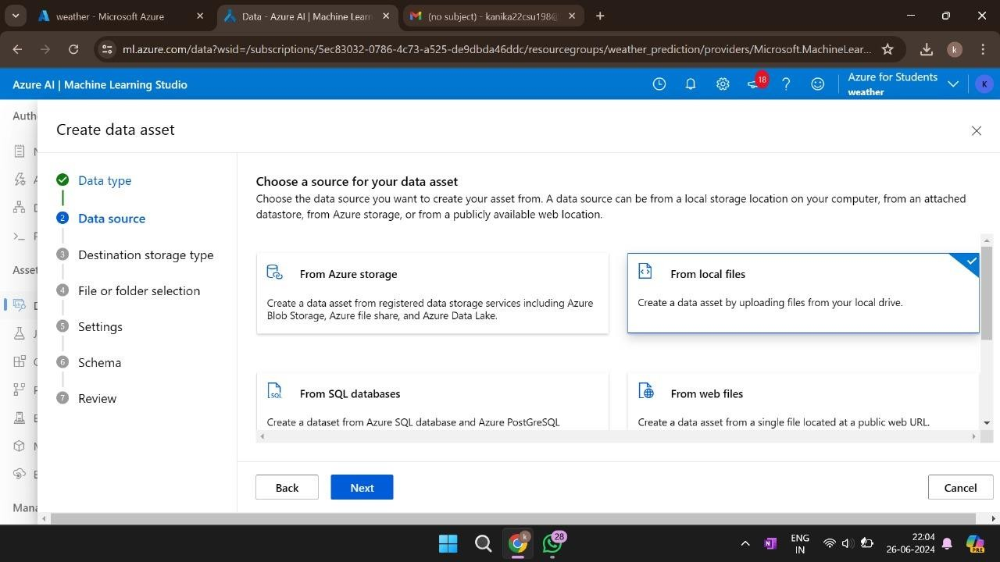 weather - Microsoft Azure
Data - Azure AI | Machine Learn
(no subject) - kanika22csu198@
ml.azure.com/data?wsid=/subscriptions/5ec83032-0786-4c73-a525-de9dbda46ddc/resourcegroups/weather_prediction/providers/Microsoft.MachineLear...
k
Azure AI | Machine Learning Studio
18
Azure for Students
weather
K
Auth
Create data asset
Data type
2 Data source
3 Destination storage type
4 File or folder selection
5 Settings
6 Schema
7 Review
Asset
Mana
Choose a source for your data asset
Choose the data source you want to create your asset from. A data source can be from a local storage location on your computer, from an attached
datastore, from Azure storage, or from a publicly available web location.
From Azure storage
Create a data asset from registered data storage services including Azure
Blob Storage, Azure file share, and Azure Data Lake.
From local files
Create a data asset by uploading files from your local drive.
SQL
From SQL databases
Create a dataset from Azure SQL database and Azure PostGreSQL
From web files
Create a data asset from a single file located at a public web URL.
Back
Next
Cancel
k
28
ENG
IN
22:04
26-06-2024
PRE